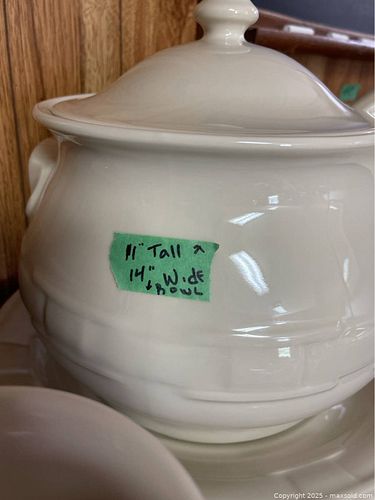 11" Tall ↗
14" Wide
↓ Bowl
Copyright 2025 - maxsold.com